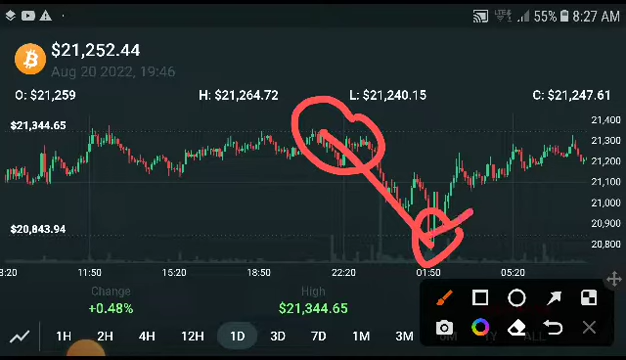 LTE 55% 8:27 AM
$21,252.44
Aug 20 2022, 19:46
O: $21,259 H: $21,264.72 L: $21,240.15 C: $21,247.61
$21,344.65
21,400
21,300
21,200
21,100
21,000
20,900
20,800
$20,843.94
11:50 15:20 18:50 22:20 01:50 05:20
Change High
+0.48% $21,344.65
1H 2H 4H 12H 1D 3D 7D 1M 3M ALL